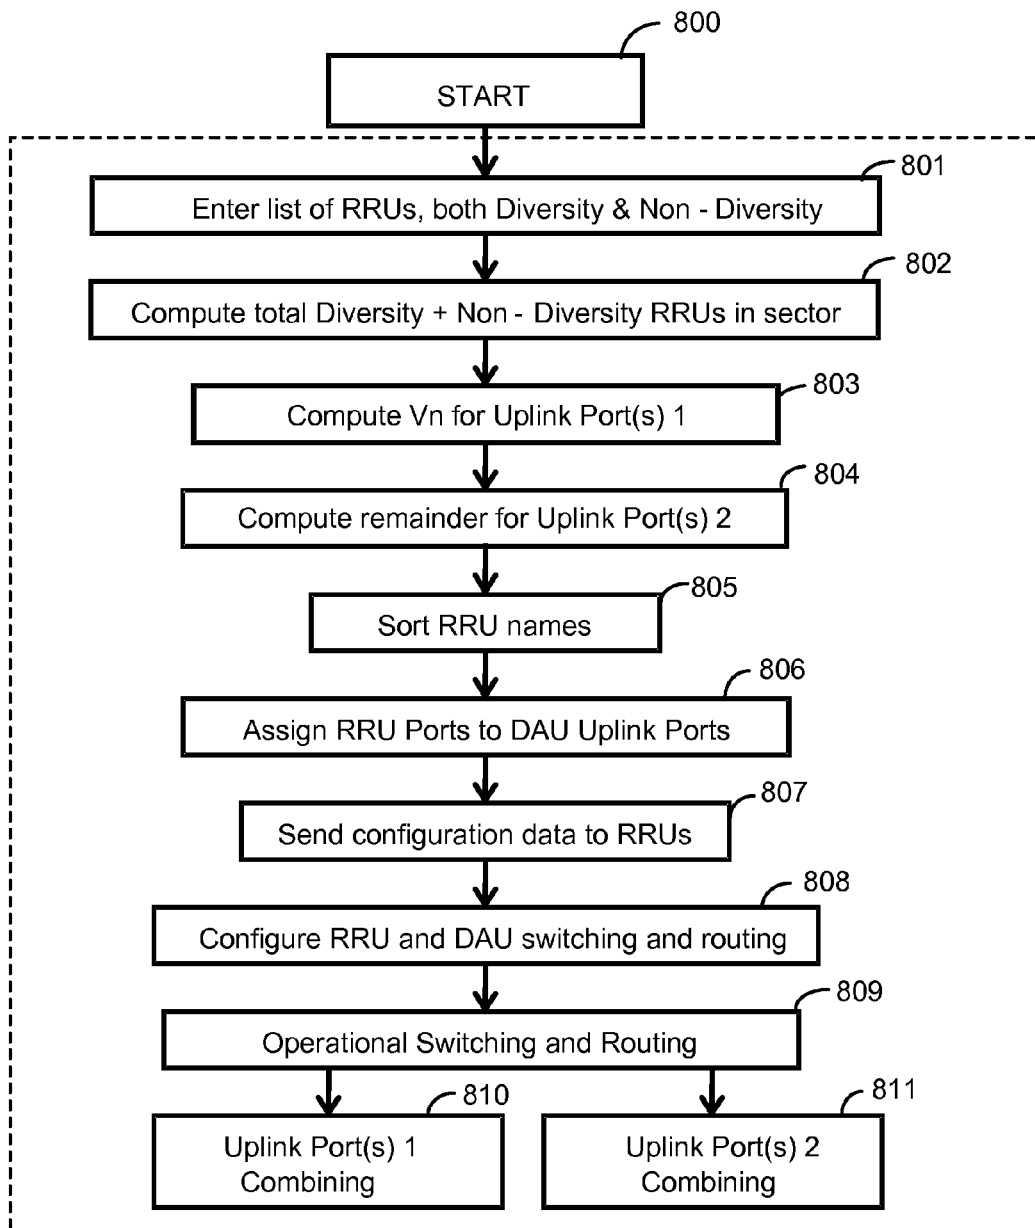 800
START
801
Enter list of RRUs, both Diversity & Non - Diversity
802
Compute total Diversity + Non - Diversity RRUs in sector
803
Compute Vn for Uplink Port(s) 1
804
Compute remainder for Uplink Port(s) 2
805
Sort RRU names
806
Assign RRU Ports to DAU Uplink Ports
807
Send configuration data to RRUs
808
Configure RRU and DAU switching and routing
809
Operational Switching and Routing
810
Uplink Port(s) 1
Combining
811
Uplink Port(s) 2
Combining